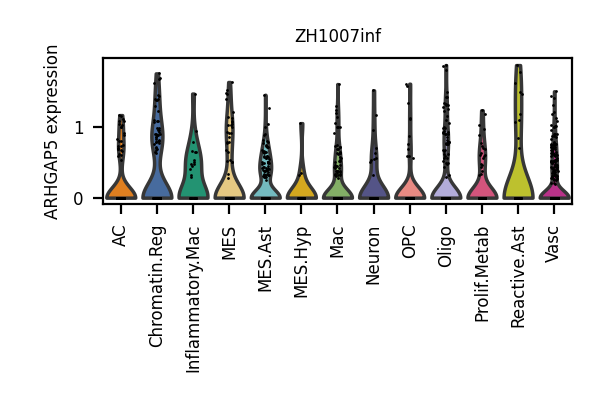 ZH1007inf
ARHGAP5 expression
1
0
AC
Chromatin.Reg
Inflammatory.Mac
MES
MES.Ast
MES.Hyp
Mac
Neuron
OPC
Oligo
Prolif.Metab
Reactive.Ast
Vasc